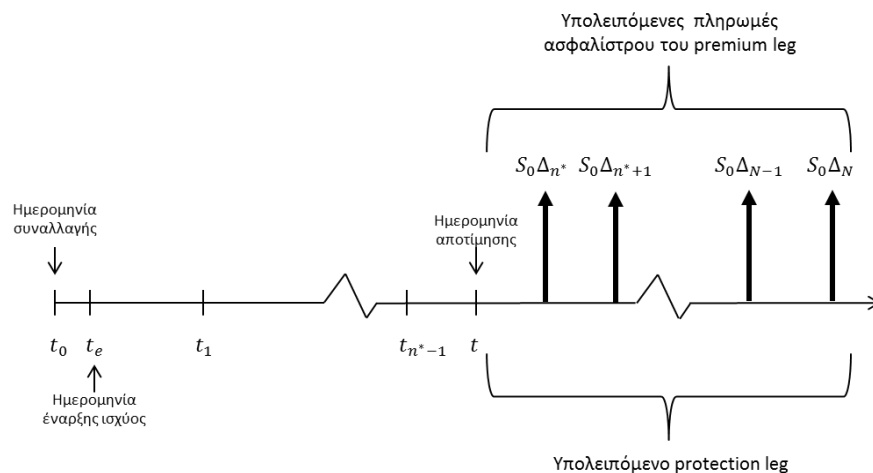 Υπολειπόμενες πληρωμές
ασφαλίστρου του premium leg
S₀Δₙ* S₀Δₙ*₊₁ S₀Δ_{N−1} S₀Δ_N
Ημερομηνία
συναλλαγής
Ημερομηνία
αποτίμησης
t₀ tₑ t₁ tₙ*₋₁ t
Ημερομηνία
έναρξης ισχύος
Υπολειπόμενο protection leg